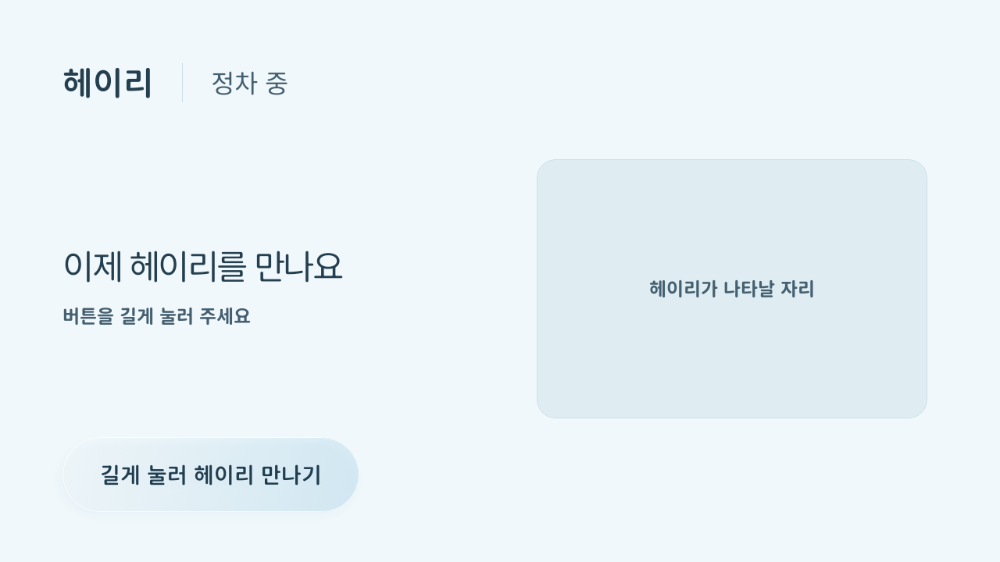 헤이리
정차 중
이제 헤이리를 만나요
버튼을 길게 눌러 주세요
헤이리가 나타날 자리
길게 눌러 헤이리 만나기